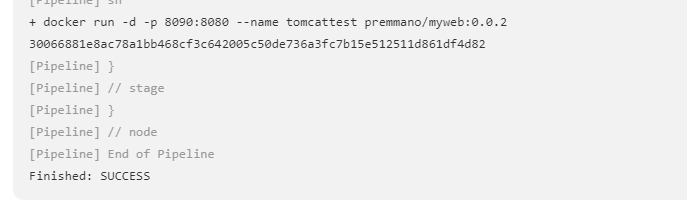 [Pipeline] sh
+ docker run -d -p 8090:8080 --name tomcattest premmano/myweb:0.0.2
30066881e8ac78a1bb468cf3c642005c50de736a3fc7b15e512511d861df4d82
[Pipeline] }
[Pipeline] // stage
[Pipeline] }
[Pipeline] // node
[Pipeline] End of Pipeline
Finished: SUCCESS